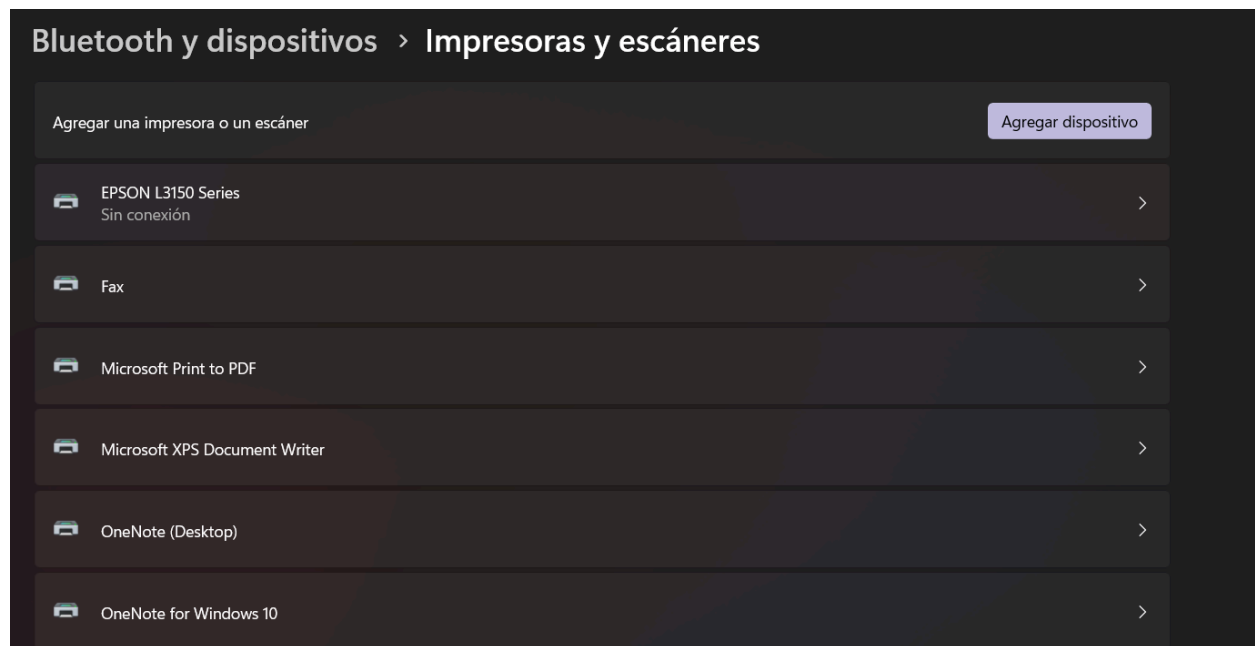 Bluetooth y dispositivos > Impresoras y escáneres
Agregar una impresora o un escáner
Agregar dispositivo
EPSON L3150 Series
Sin conexión
Fax
Microsoft Print to PDF
Microsoft XPS Document Writer
OneNote (Desktop)
OneNote for Windows 10